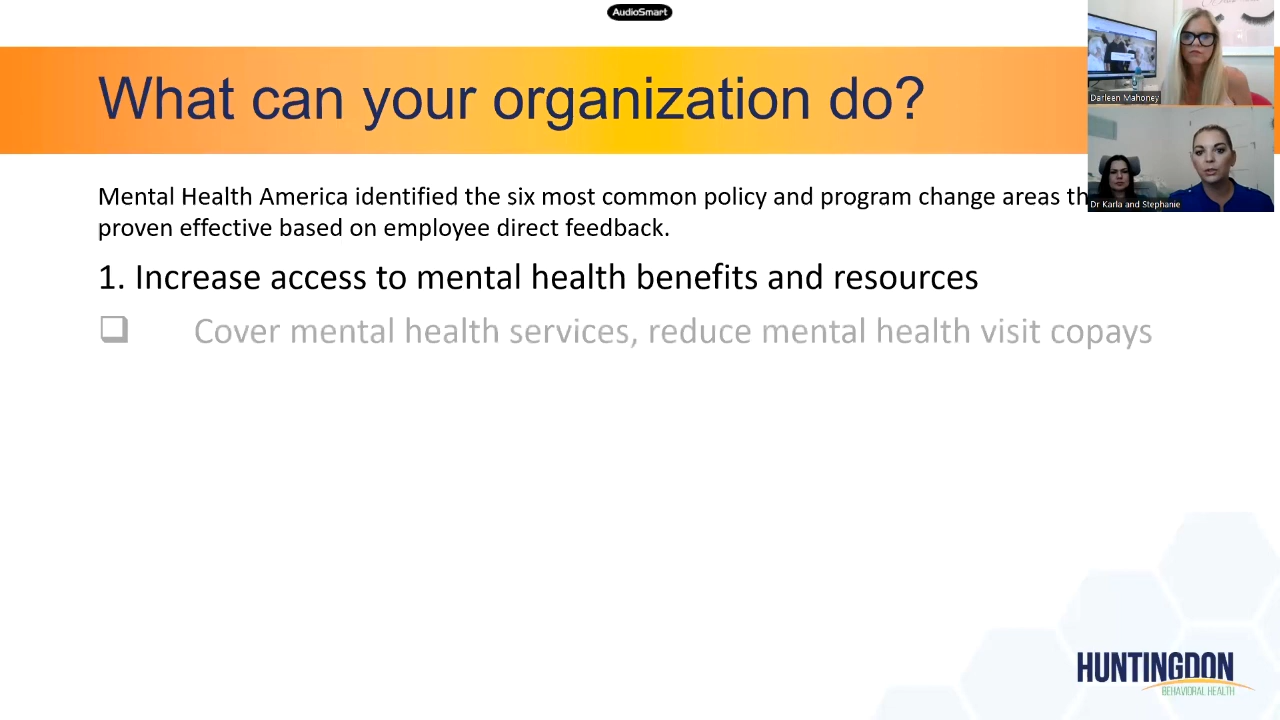 AudioSmart
What can your organization do?
Darleen Mahoney
Mental Health America identified the six most common policy and program change areas
Dr Karla and Stephanie
proven effective based on employee direct feedback.
1. Increase access to mental health benefits and resources
Cover mental health services, reduce mental health visit copays
HUNTINGDON
BEHAVIORAL HEALTH